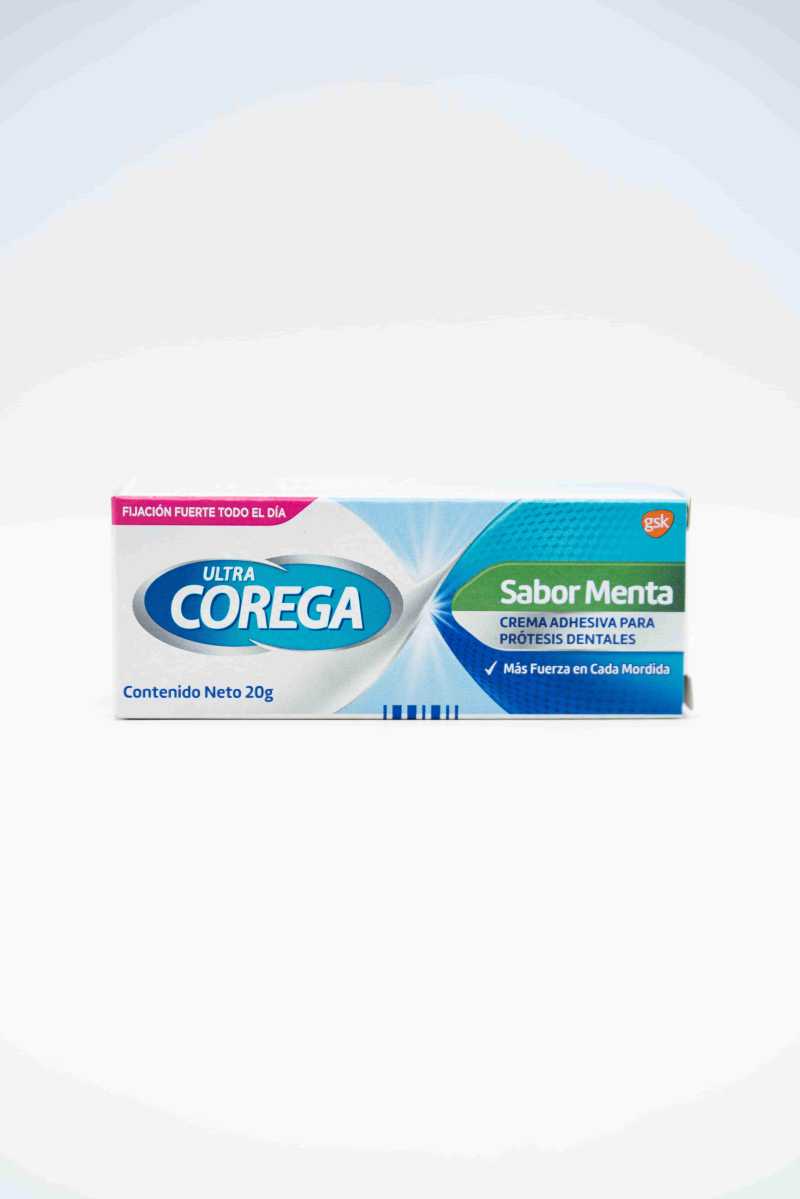 FIJACIÓN FUERTE TODO EL DÍA
gsk
ULTRA
COREGA
Sabor Menta
CREMA ADHESIVA PARA
PRÓTESIS DENTALES
Más Fuerza en Cada Mordida
Contenido Neto 20g